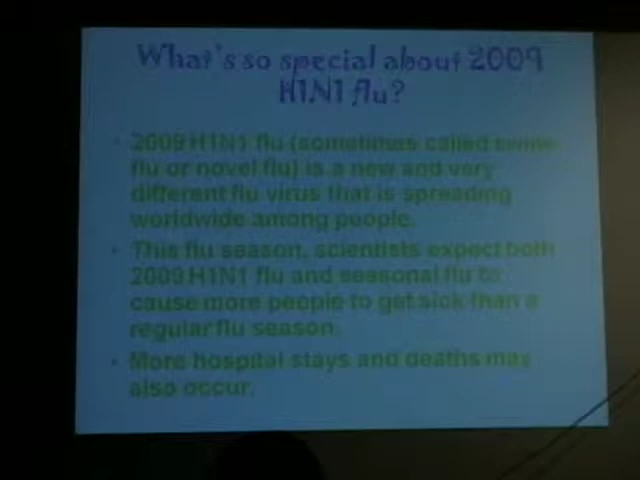 What's so special about 2009
H1N1 flu?
• 2009 H1N1 flu (sometimes called swine
flu or novel flu) is a new and very
different flu virus that is spreading
worldwide among people.
• This flu season, scientists expect both
2009 H1N1 flu and seasonal flu to
cause more people to get sick than a
regular flu season.
• More hospital stays and deaths may
also occur.